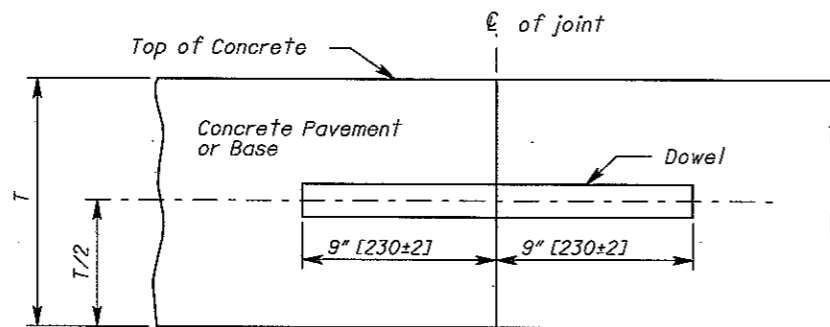 ℄ of joint
Top of Concrete
Concrete Pavement
or Base
Dowel
T
T/2
9" [230±2]
9" [230±2]